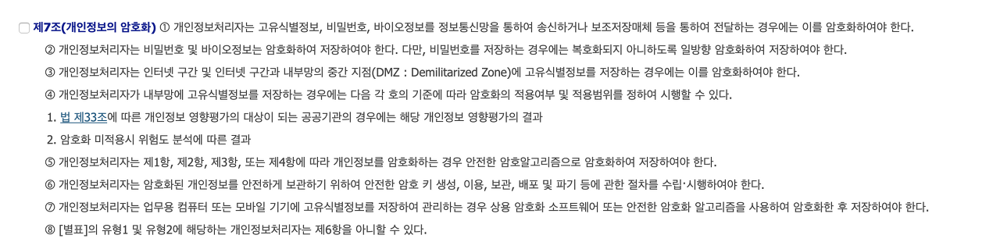 제7조(개인정보의 암호화) ① 개인정보처리자는 고유식별정보, 비밀번호, 바이오정보를 정보통신망을 통하여 송신하거나 보조저장매체 등을 통하여 전달하는 경우에는 이를 암호화하여야 한다.
② 개인정보처리자는 비밀번호 및 바이오정보는 암호화하여 저장하여야 한다. 다만, 비밀번호를 저장하는 경우에는 복호화되지 아니하도록 일방향 암호화하여 저장하여야 한다.
③ 개인정보처리자는 인터넷 구간 및 인터넷 구간과 내부망의 중간 지점(DMZ : Demilitarized Zone)에 고유식별정보를 저장하는 경우에는 이를 암호화하여야 한다.
④ 개인정보처리자가 내부망에 고유식별정보를 저장하는 경우에는 다음 각 호의 기준에 따라 암호화의 적용여부 및 적용범위를 정하여 시행할 수 있다.
1. 법 제33조에 따른 개인정보 영향평가의 대상이 되는 공공기관의 경우에는 해당 개인정보 영향평가의 결과
2. 암호화 미적용시 위험도 분석에 따른 결과
⑤ 개인정보처리자는 제1항, 제2항, 제3항, 또는 제4항에 따라 개인정보를 암호화하는 경우 안전한 암호알고리즘으로 암호화하여 저장하여야 한다.
⑥ 개인정보처리자는 암호화된 개인정보를 안전하게 보관하기 위하여 안전한 암호 키 생성, 이용, 보관, 배포 및 파기 등에 관한 절차를 수립·시행하여야 한다.
⑦ 개인정보처리자는 업무용 컴퓨터 또는 모바일 기기에 고유식별정보를 저장하여 관리하는 경우 상용 암호화 소프트웨어 또는 안전한 암호화 알고리즘을 사용하여 암호화한 후 저장하여야 한다.
⑧ [별표]의 유형1 및 유형2에 해당하는 개인정보처리자는 제6항을 아니할 수 있다.